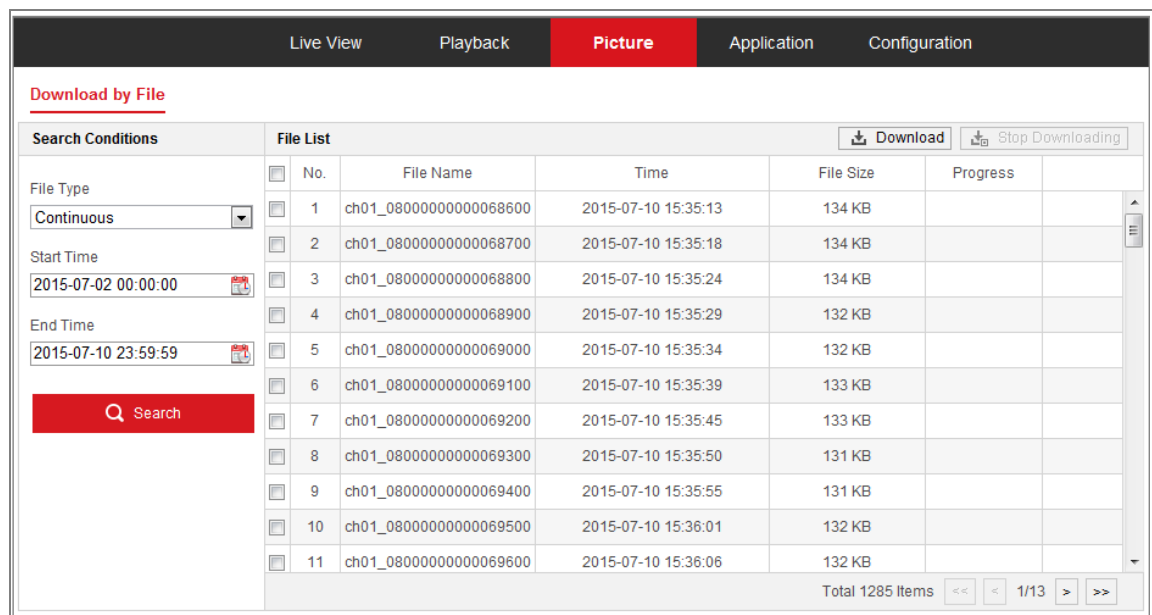 Live View Playback Picture Application Configuration
Download by File
Search Conditions
File Type
Continuous
Start Time
2015-07-02 00:00:00
End Time
2015-07-10 23:59:59
Search
File List Download Stop Downloading
No. File Name Time File Size Progress
1 ch01_08000000000068600 2015-07-10 15:35:13 134 KB
2 ch01_08000000000068700 2015-07-10 15:35:18 134 KB
3 ch01_08000000000068800 2015-07-10 15:35:24 134 KB
4 ch01_08000000000068900 2015-07-10 15:35:29 132 KB
5 ch01_08000000000069000 2015-07-10 15:35:34 132 KB
6 ch01_08000000000069100 2015-07-10 15:35:39 133 KB
7 ch01_08000000000069200 2015-07-10 15:35:45 133 KB
8 ch01_08000000000069300 2015-07-10 15:35:50 131 KB
9 ch01_08000000000069400 2015-07-10 15:35:55 131 KB
10 ch01_08000000000069500 2015-07-10 15:36:01 132 KB
11 ch01_08000000000069600 2015-07-10 15:36:06 132 KB
Total 1285 Items << < 1/13 > >>